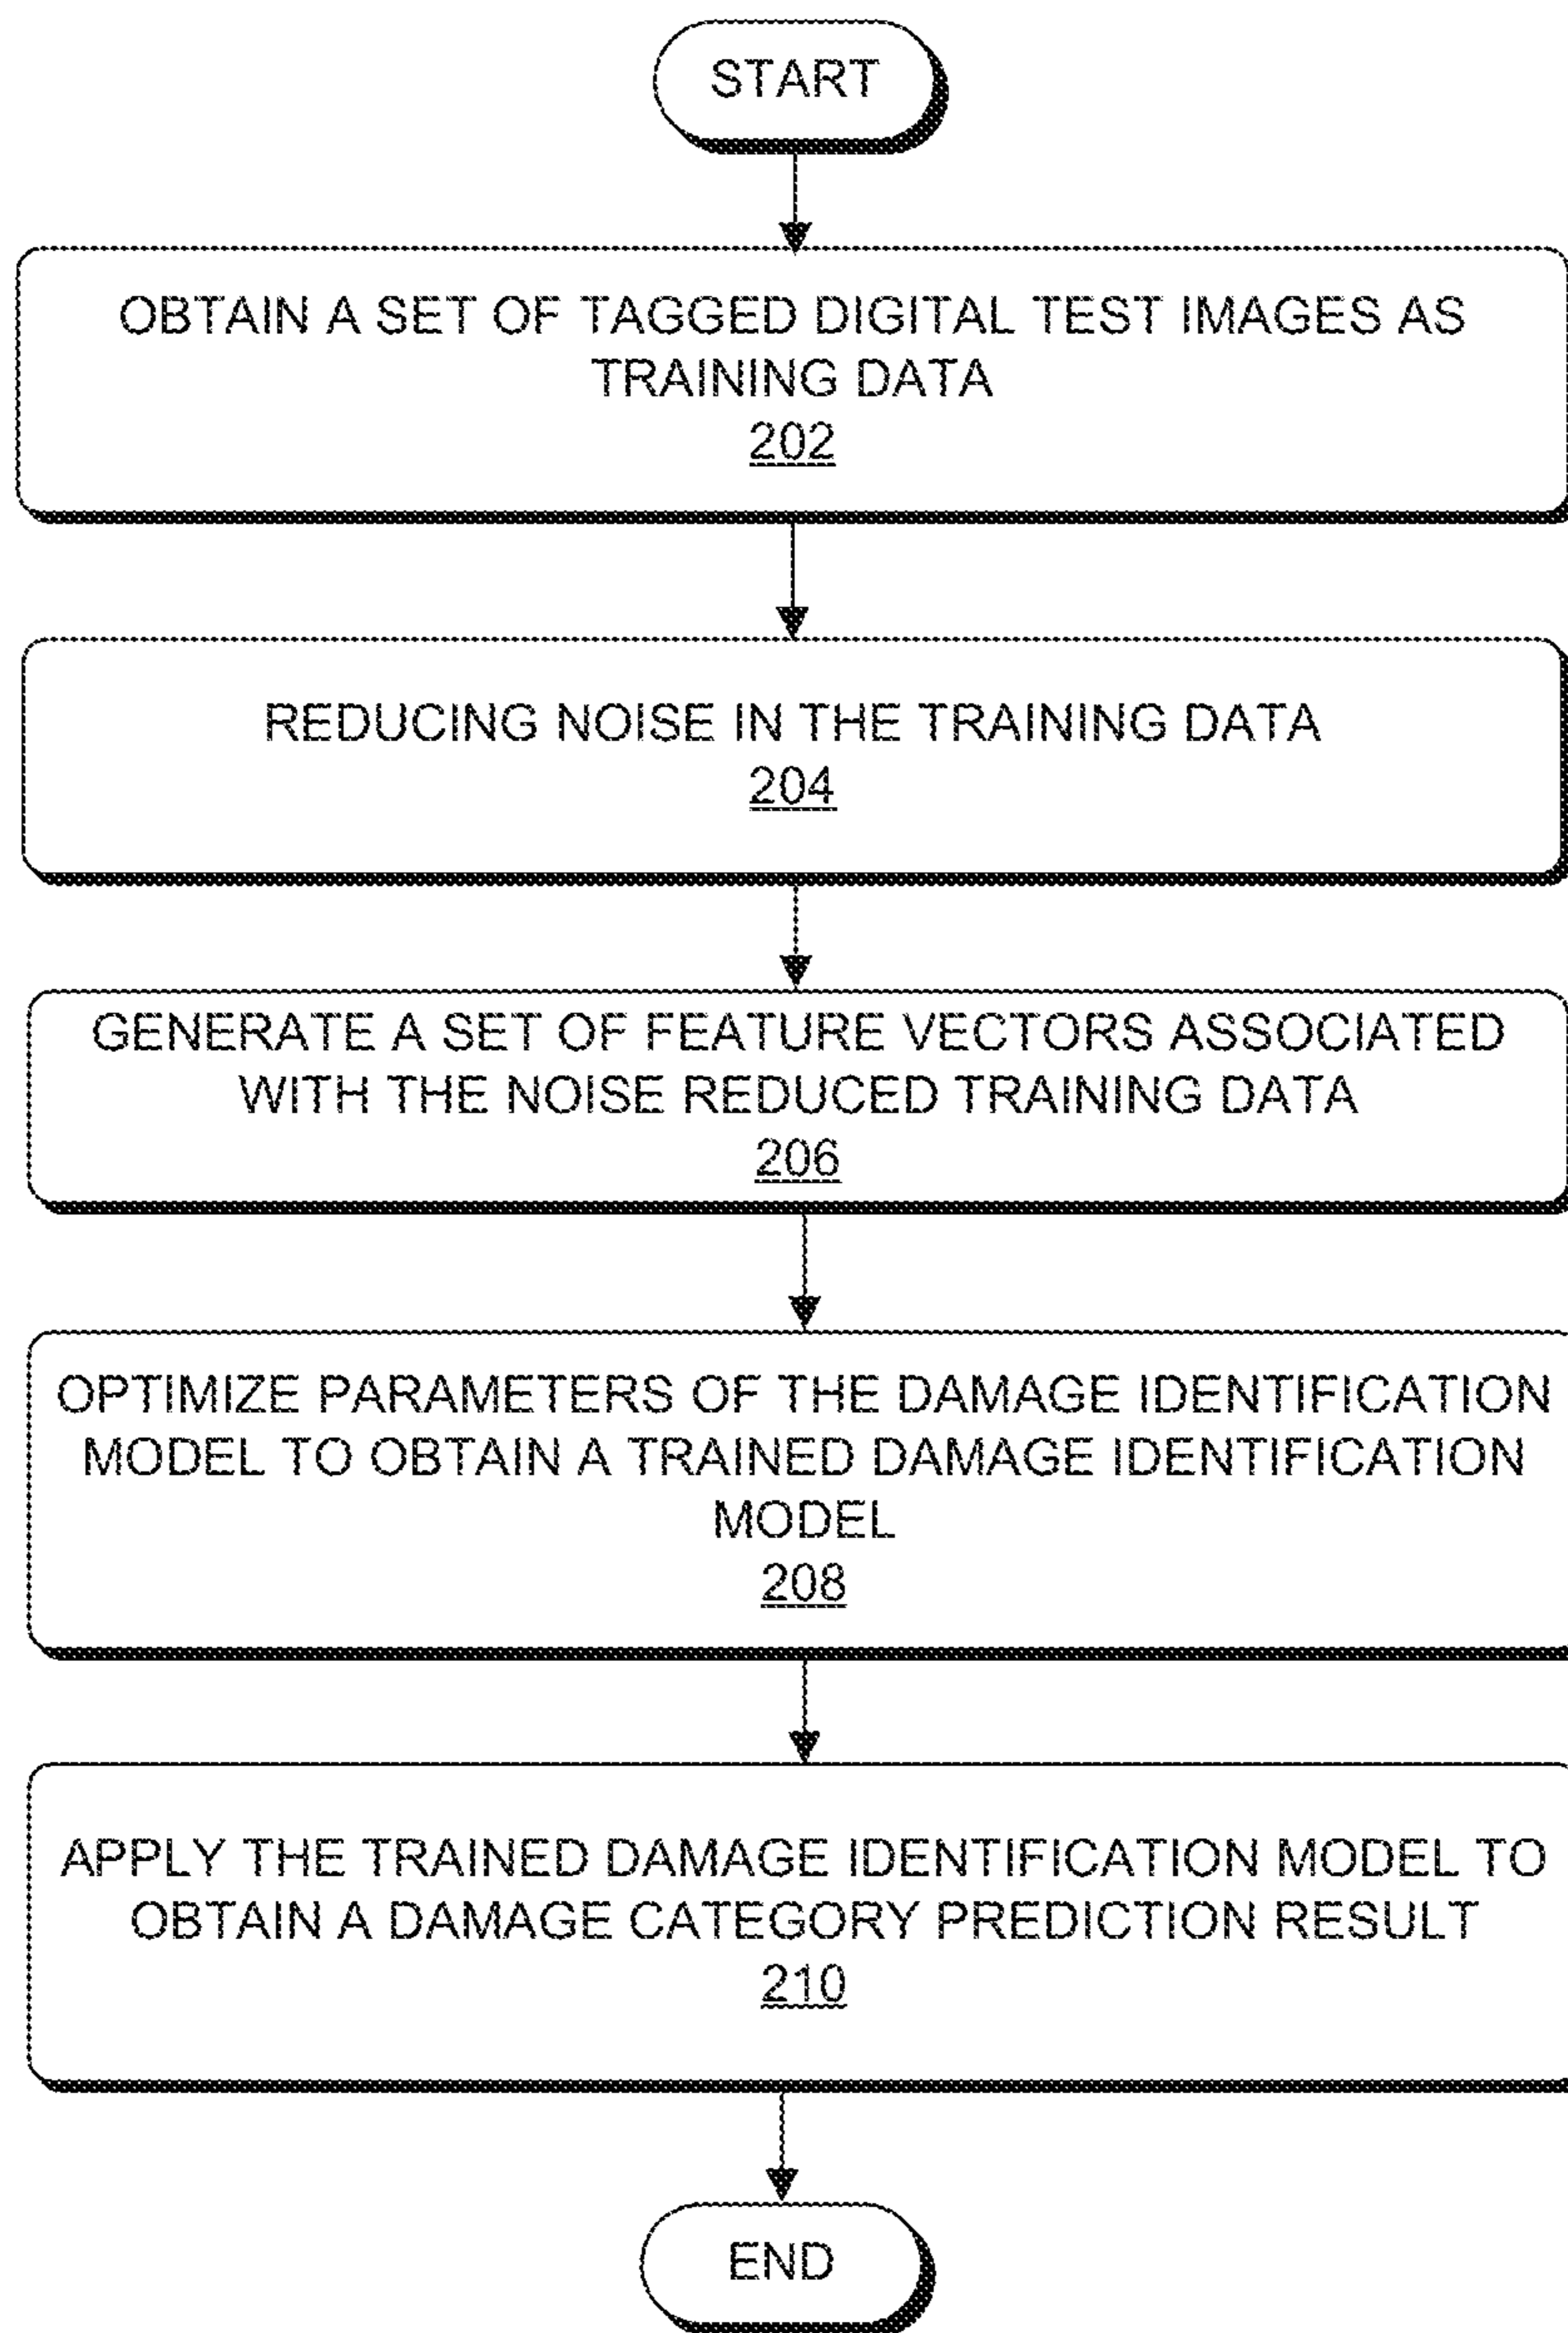 START
OBTAIN A SET OF TAGGED DIGITAL TEST IMAGES AS
TRAINING DATA
202
REDUCING NOISE IN THE TRAINING DATA
204
GENERATE A SET OF FEATURE VECTORS ASSOCIATED
WITH THE NOISE REDUCED TRAINING DATA
206
OPTIMIZE PARAMETERS OF THE DAMAGE IDENTIFICATION
MODEL TO OBTAIN A TRAINED DAMAGE IDENTIFICATION
MODEL
208
APPLY THE TRAINED DAMAGE IDENTIFICATION MODEL TO
OBTAIN A DAMAGE CATEGORY PREDICTION RESULT
210
END